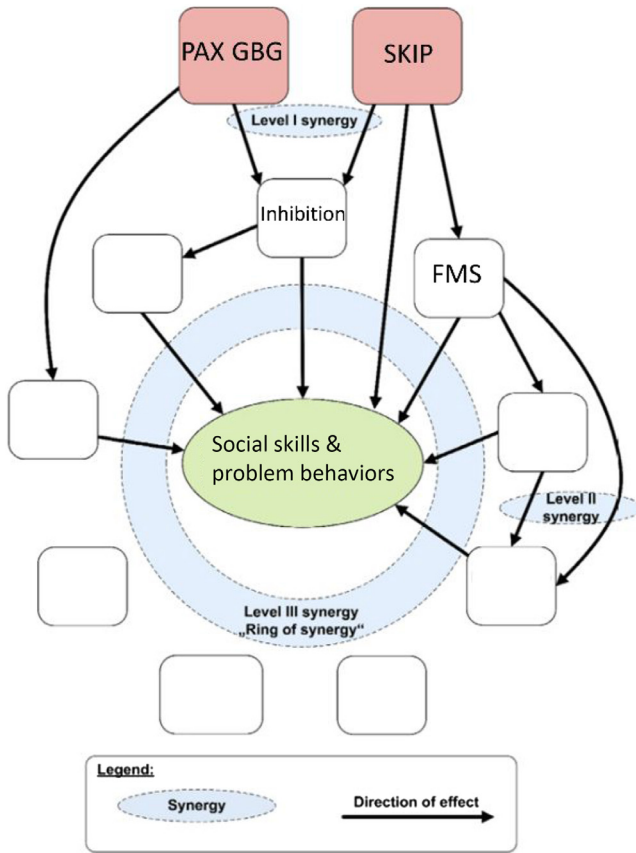 PAX GBG
SKIP
Level I synergy
Inhibition
FMS
Social skills &
problem behaviors
Level II
synergy
Level III synergy
„Ring of synergy“
Legend:
Synergy
Direction of effect